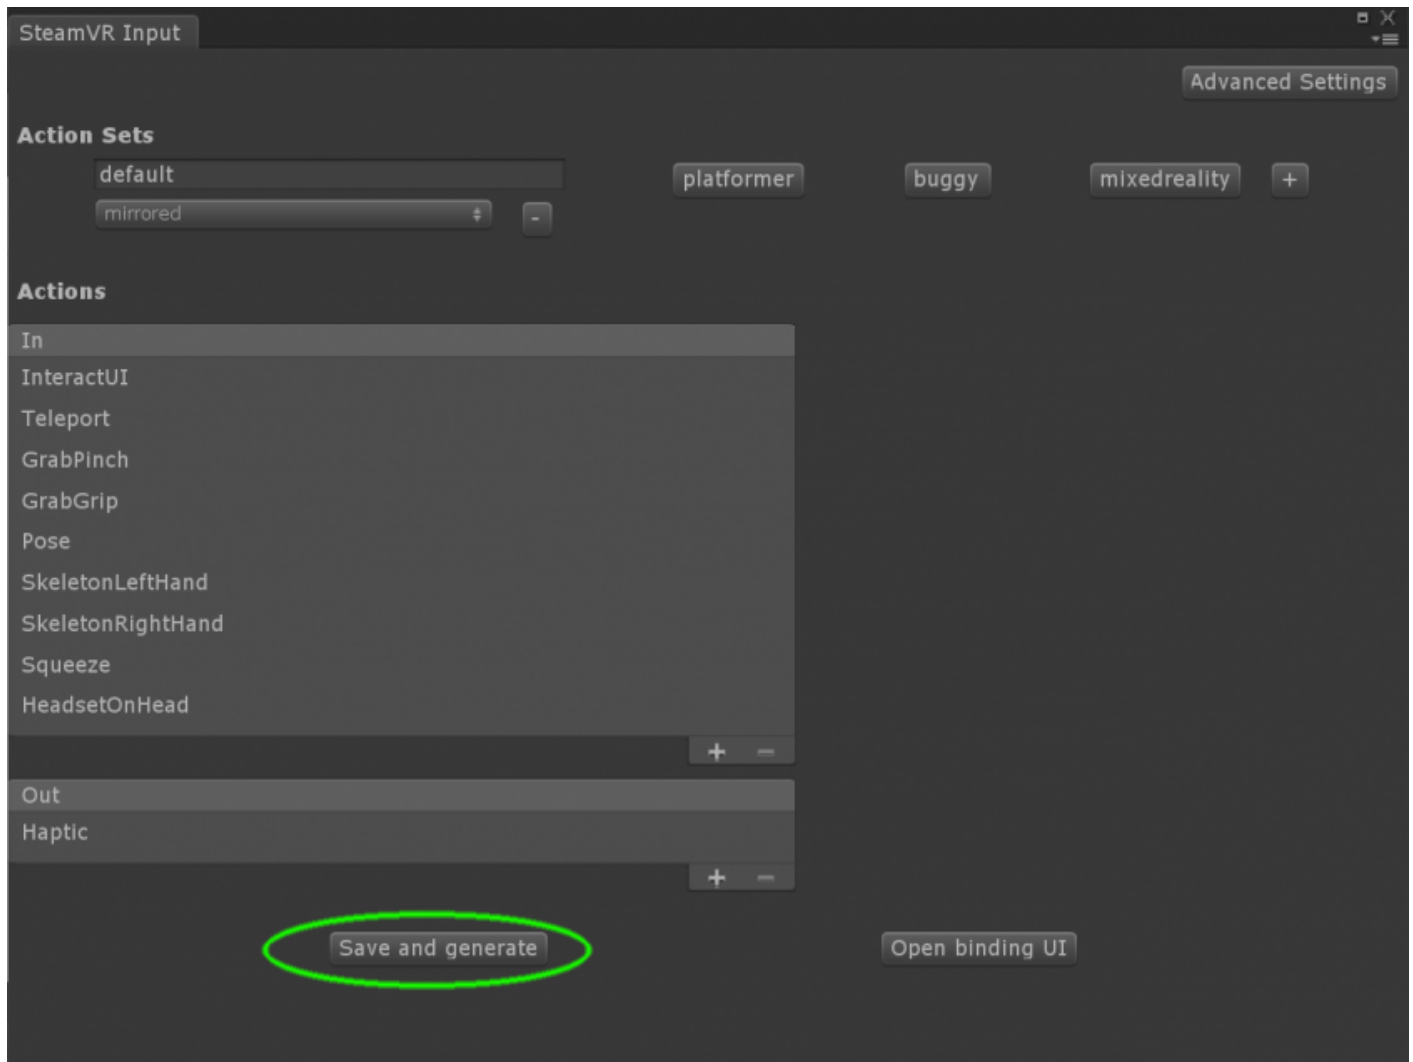 SteamVR Input
Advanced Settings
Action Sets
default platformer buggy mixedreality +
mirrored -
Actions
In
InteractUI
Teleport
GrabPinch
GrabGrip
Pose
SkeletonLeftHand
SkeletonRightHand
Squeeze
HeadsetOnHead
+ −
Out
Haptic
+ −
Save and generate Open binding UI